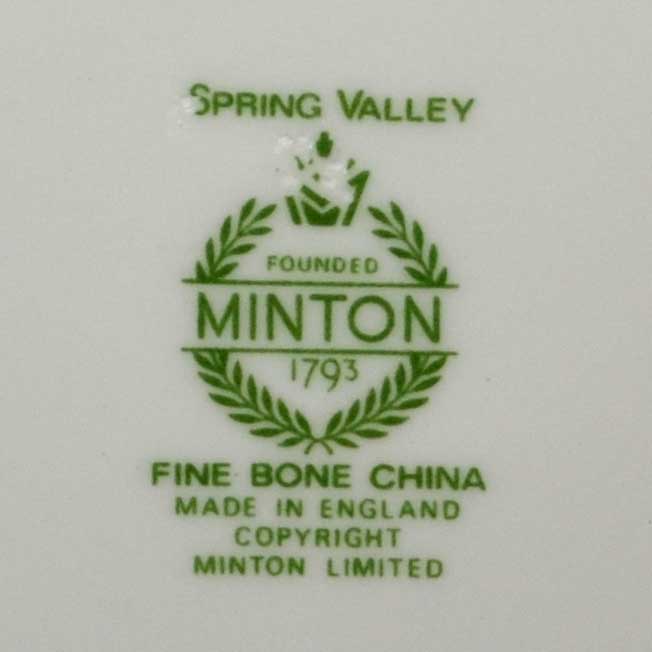 SPRING VALLEY
FOUNDED
MINTON
1793
FINE BONE CHINA
MADE IN ENGLAND
COPYRIGHT
MINTON LIMITED